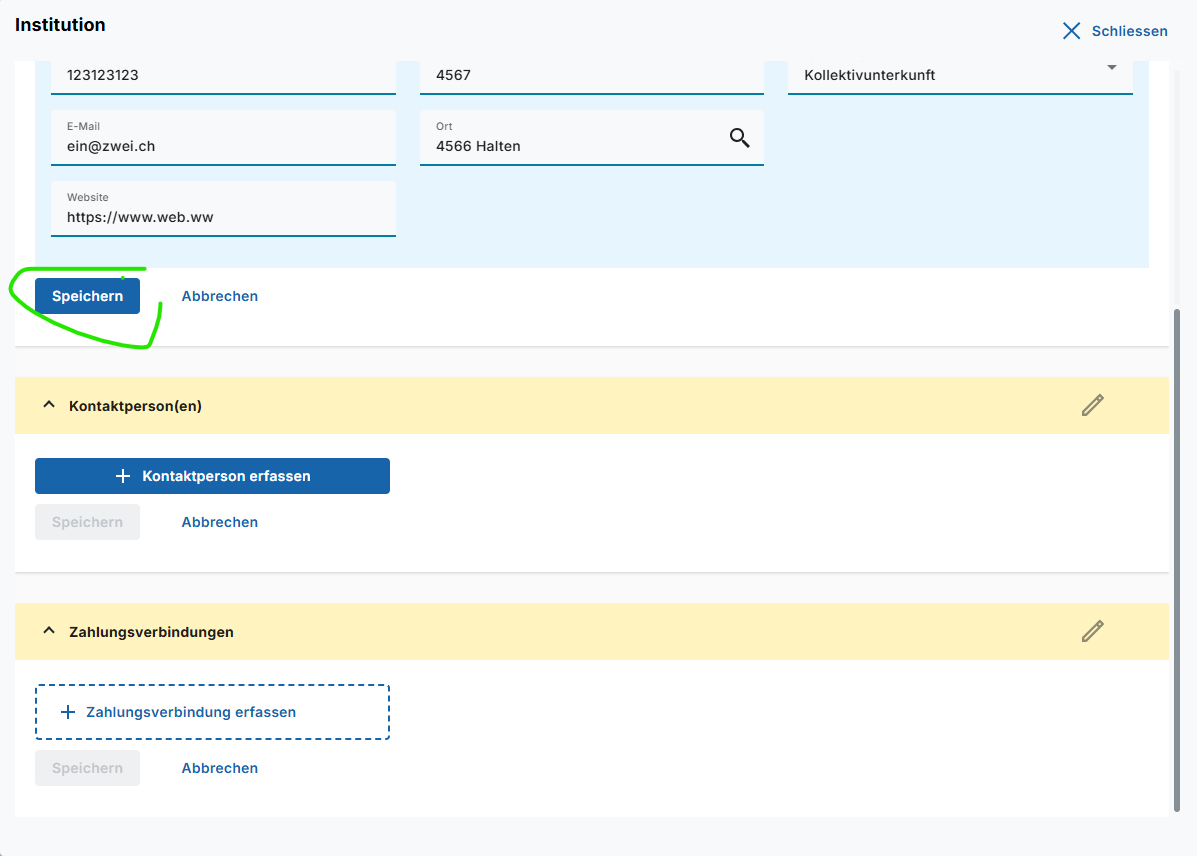 Institution
Schliessen
123123123
4567
Kollektivunterkunft
E-Mail
ein@zwei.ch
Ort
4566 Halten
Website
https://www.web.ww
Speichern
Abbrechen
Kontaktperson(en)
+ Kontaktperson erfassen
Speichern
Abbrechen
Zahlungsverbindungen
+ Zahlungsverbindung erfassen
Speichern
Abbrechen